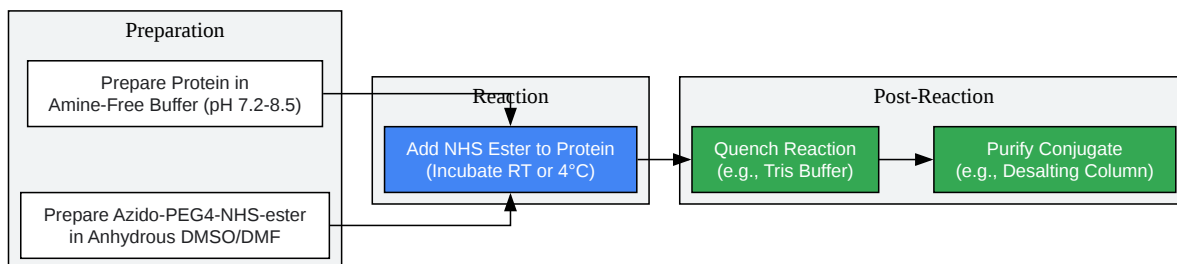 Preparation
Prepare Protein in
Amine-Free Buffer (pH 7.2-8.5)
Prepare Azido-PEG4-NHS-ester
in Anhydrous DMSO/DMF
Reaction
Add NHS Ester to Protein
(Incubate RT or 4°C)
Post-Reaction
Quench Reaction
(e.g., Tris Buffer)
Purify Conjugate
(e.g., Desalting Column)